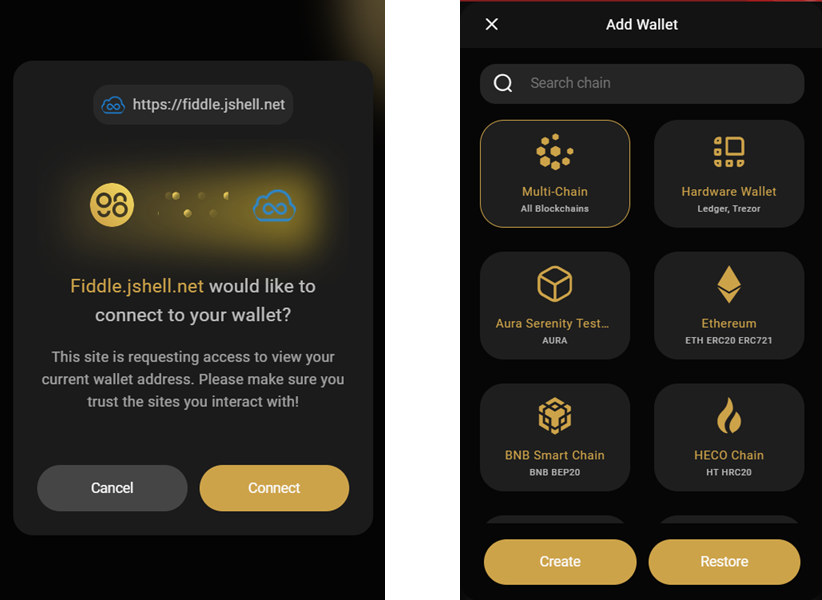 https://fiddle.jshell.net
Fiddle.jshell.net would like to
connect to your wallet?
This site is requesting access to view your
current wallet address. Please make sure you
trust the sites you interact with!
Cancel
Connect
Add Wallet
Search chain
Multi-Chain
All Blockchains
Hardware Wallet
Ledger, Trezor
Aura Serenity Test...
AURA
Ethereum
ETH ERC20 ERC721
BNB Smart Chain
BNB BEP20
HECO Chain
HT HRC20
Create
Restore